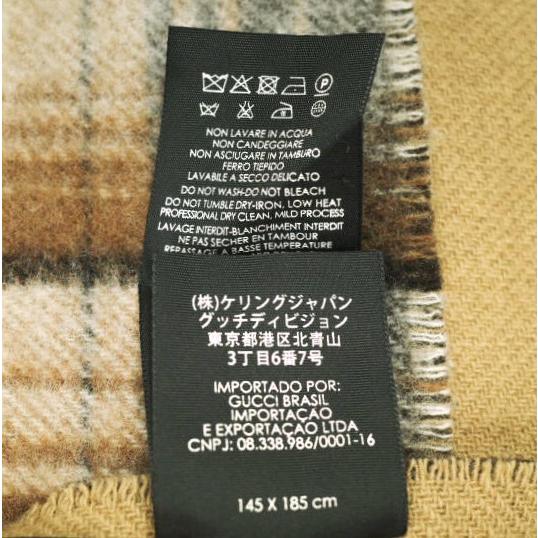 P
NON LAVARE IN ACQUA
NON CANDEGGIARE
NON ASCIUGARE IN TAMBURO
FERRO TIEPIDO
LAVABILE A SECCO DELICATO
DO NOT WASH-DO NOT BLEACH
DO NOT TUMBLE DRY-IRON, LOW HEAT
PROFESSIONAL DRY CLEAN, MILD PROCESS
LAVAGE INTERDIT-BLANCHIMENT INTERDIT
NE PAS SECHER EN TAMBOUR
REPASSAGE A BASSE TEMPERATURE
(株)ケリングジャパン
グッチディビジョン
東京都港区北青山
3丁目6番7号
IMPORTADO POR:
GUCCI BRASIL
IMPORTAÇÃO
E EXPORTAÇÃO LTDA
CNPJ: 08.338.986/0001-16
145 X 185 cm